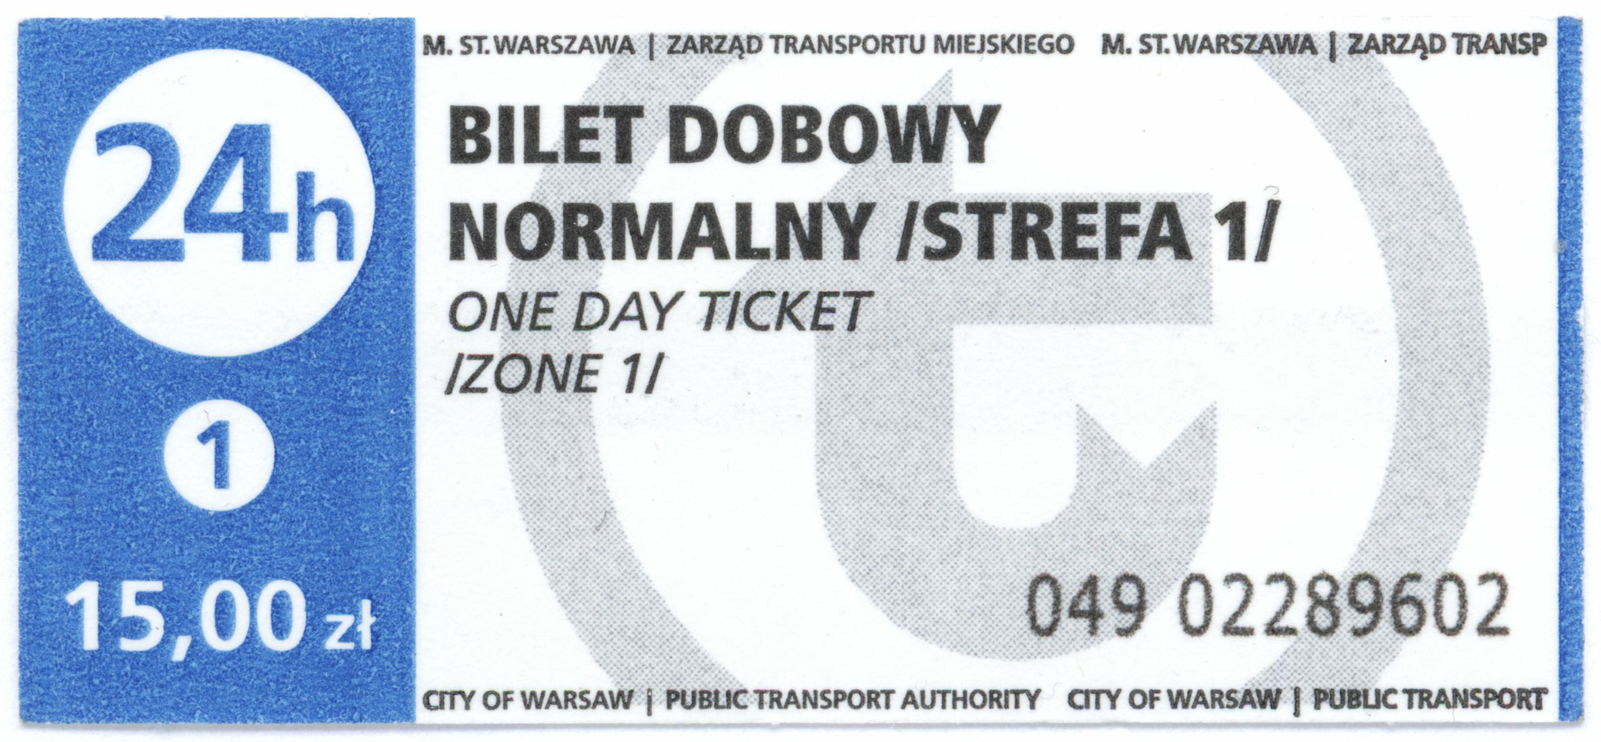 M. ST. WARSZAWA | ZARZĄD TRANSPORTU MIEJSKIEGO M. ST. WARSZAWA | ZARZĄD TRANSP
24h
BILET DOBOWY
NORMALNY /STREFA 1/
ONE DAY TICKET
/ZONE 1/
1
15,00 zł
049 02289602
CITY OF WARSAW | PUBLIC TRANSPORT AUTHORITY CITY OF WARSAW | PUBLIC TRANSPORT